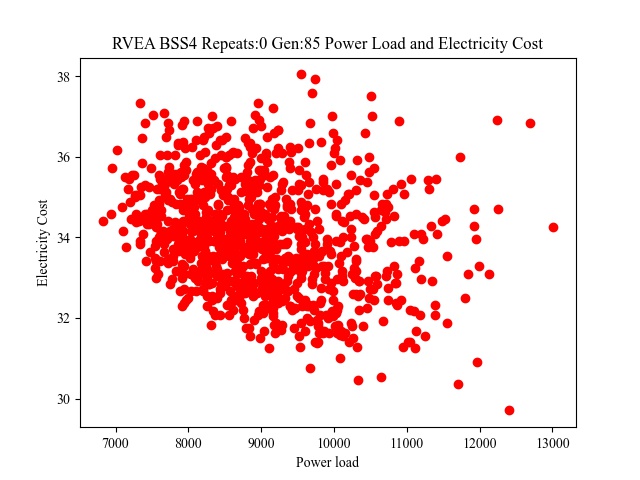 RVEA BSS4 Repeats:0 Gen:85 Power Load and Electricity Cost
38
36
34
32
30
Electricity Cost
7000 8000 9000 10000 11000 12000 13000
Power load